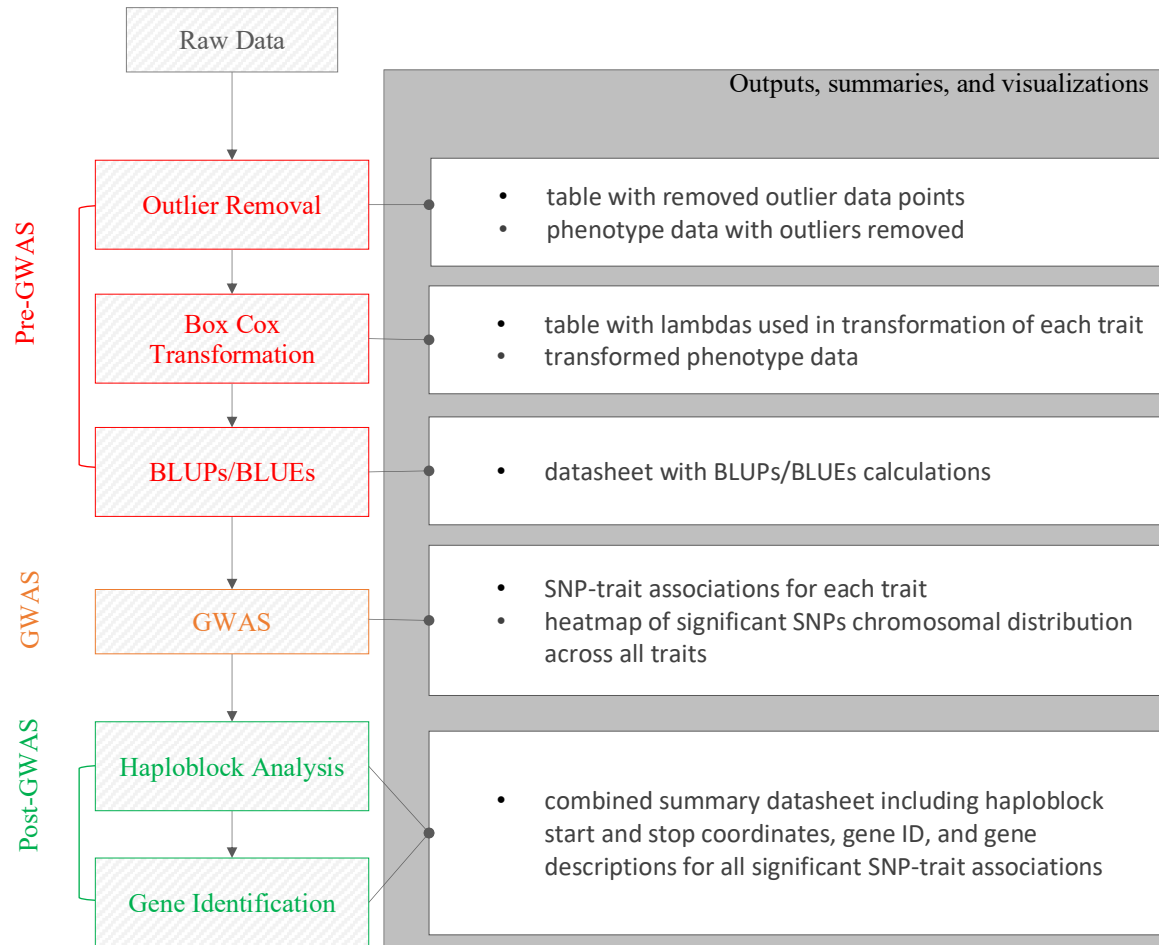 Raw Data
Outputs, summaries, and visualizations
Pre-GWAS
Outlier Removal
• table with removed outlier data points
• phenotype data with outliers removed
Box Cox
Transformation
• table with lambdas used in transformation of each trait
• transformed phenotype data
BLUPs/BLUEs
• datasheet with BLUPs/BLUEs calculations
GWAS
GWAS
• SNP-trait associations for each trait
• heatmap of significant SNPs chromosomal distribution
across all traits
Post-GWAS
Haploblock Analysis
Gene Identification
• combined summary datasheet including haploblock
start and stop coordinates, gene ID, and gene
descriptions for all significant SNP-trait associations